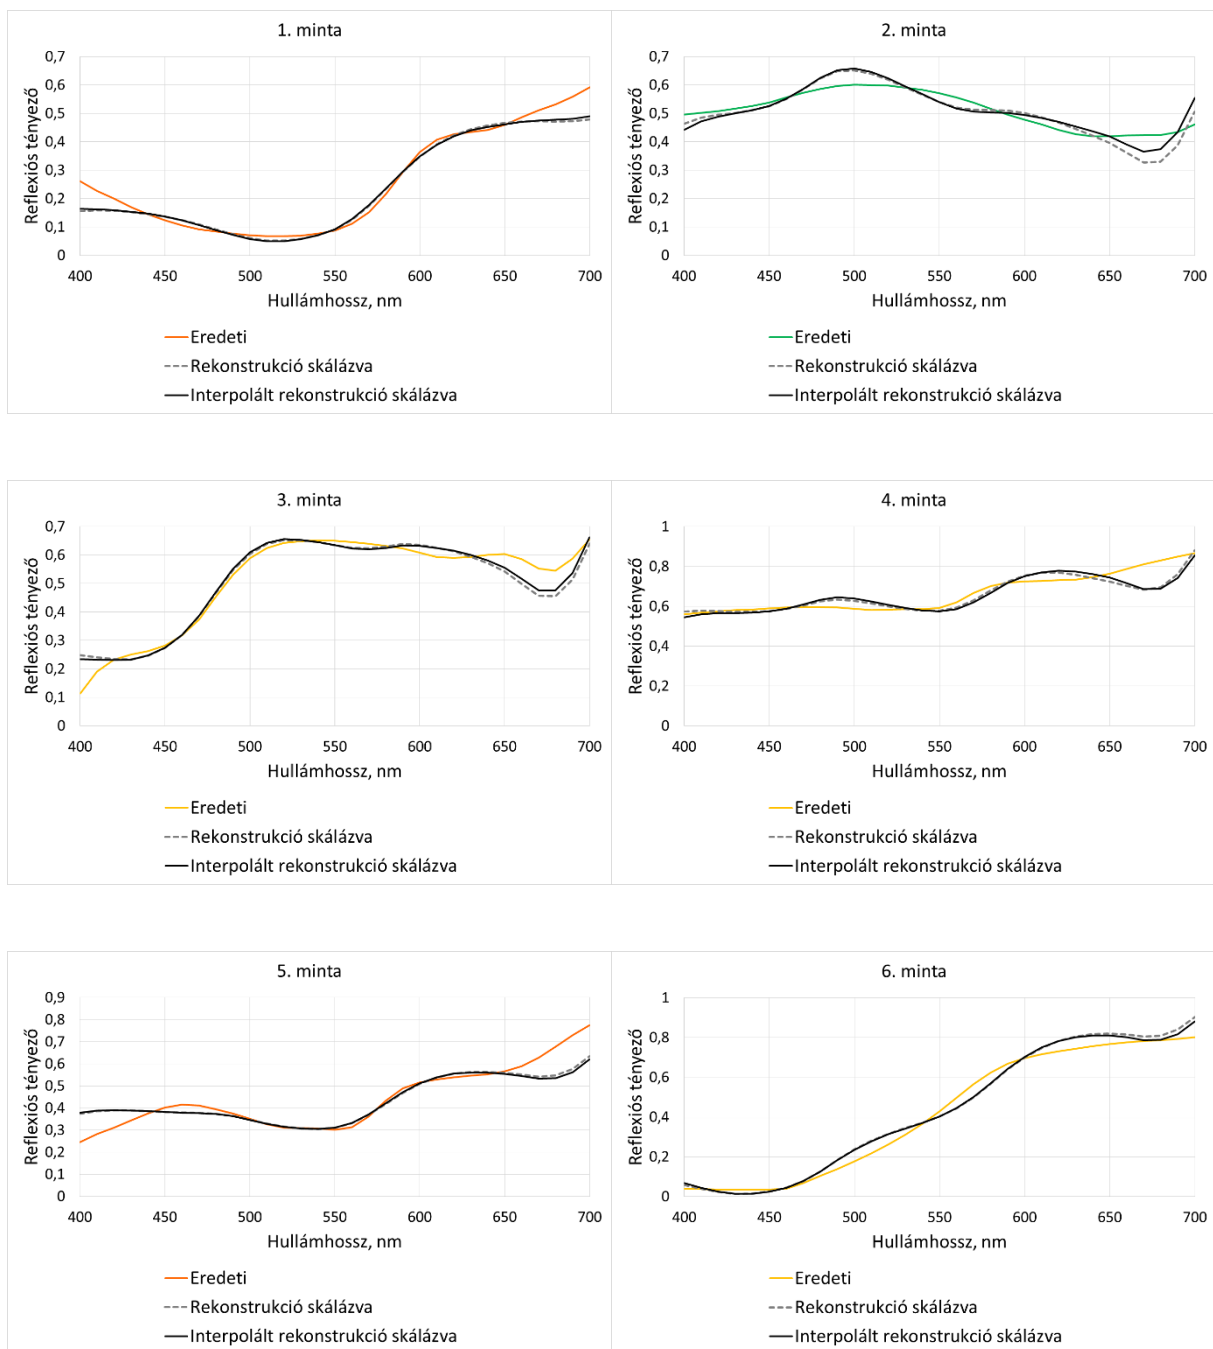 1. minta
0,7
0,6
0,5
0,4
0,3
0,2
0,1
0
Reflexiós tényező
400 450 500 550 600 650 700
Hullámhossz, nm
Eredeti
Rekonstrukció skálázva
Interpolált rekonstrukció skálázva
2. minta
0,7
0,6
0,5
0,4
0,3
0,2
0,1
0
Reflexiós tényező
400 450 500 550 600 650 700
Hullámhossz, nm
Eredeti
Rekonstrukció skálázva
Interpolált rekonstrukció skálázva
3. minta
0,7
0,6
0,5
0,4
0,3
0,2
0,1
0
Reflexiós tényező
400 450 500 550 600 650 700
Hullámhossz, nm
Eredeti
Rekonstrukció skálázva
Interpolált rekonstrukció skálázva
4. minta
1
0,8
0,6
0,4
0,2
0
Reflexiós tényező
400 450 500 550 600 650 700
Hullámhossz, nm
Eredeti
Rekonstrukció skálázva
Interpolált rekonstrukció skálázva
5. minta
0,9
0,8
0,7
0,6
0,5
0,4
0,3
0,2
0,1
0
Reflexiós tényező
400 450 500 550 600 650 700
Hullámhossz, nm
Eredeti
Rekonstrukció skálázva
Interpolált rekonstrukció skálázva
6. minta
1
0,8
0,6
0,4
0,2
0
Reflexiós tényező
400 450 500 550 600 650 700
Hullámhossz, nm
Eredeti
Rekonstrukció skálázva
Interpolált rekonstrukció skálázva